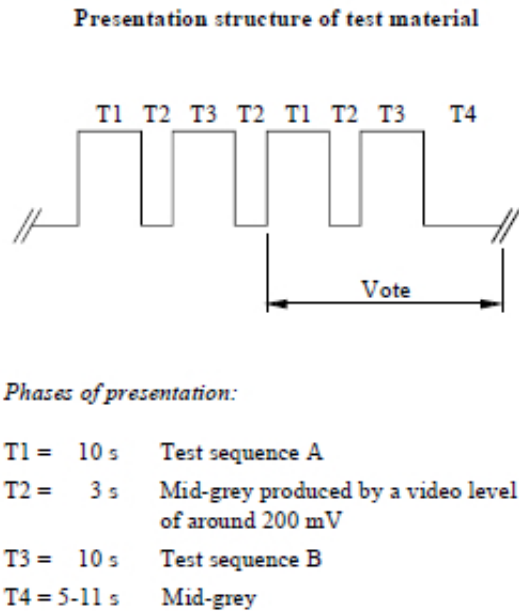 Presentation structure of test material
T1 T2 T3 T2 T1 T2 T3 T4
Vote
Phases of presentation:
T1 = 10 s Test sequence A
T2 = 3 s Mid-grey produced by a video level
of around 200 mV
T3 = 10 s Test sequence B
T4 = 5-11 s Mid-grey